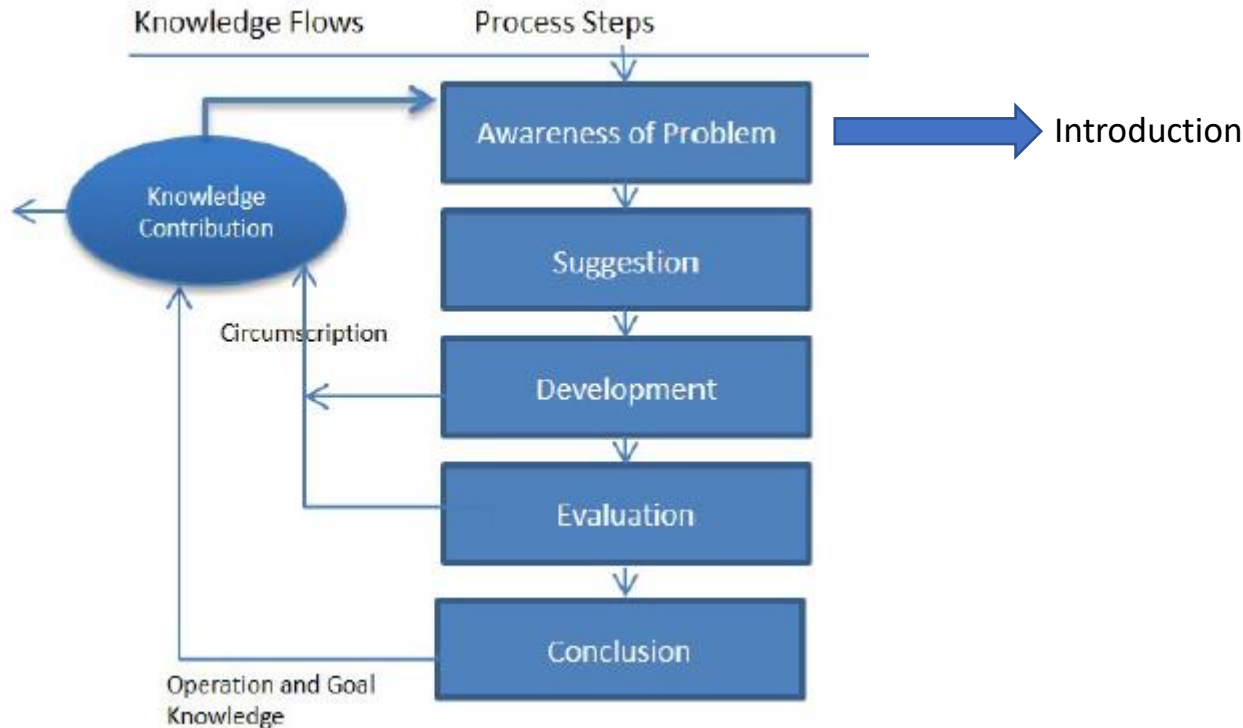 Knowledge Flows
Process Steps
Awareness of Problem
Introduction
Knowledge
Contribution
Suggestion
Circumscription
Development
Evaluation
Conclusion
Operation and Goal
Knowledge